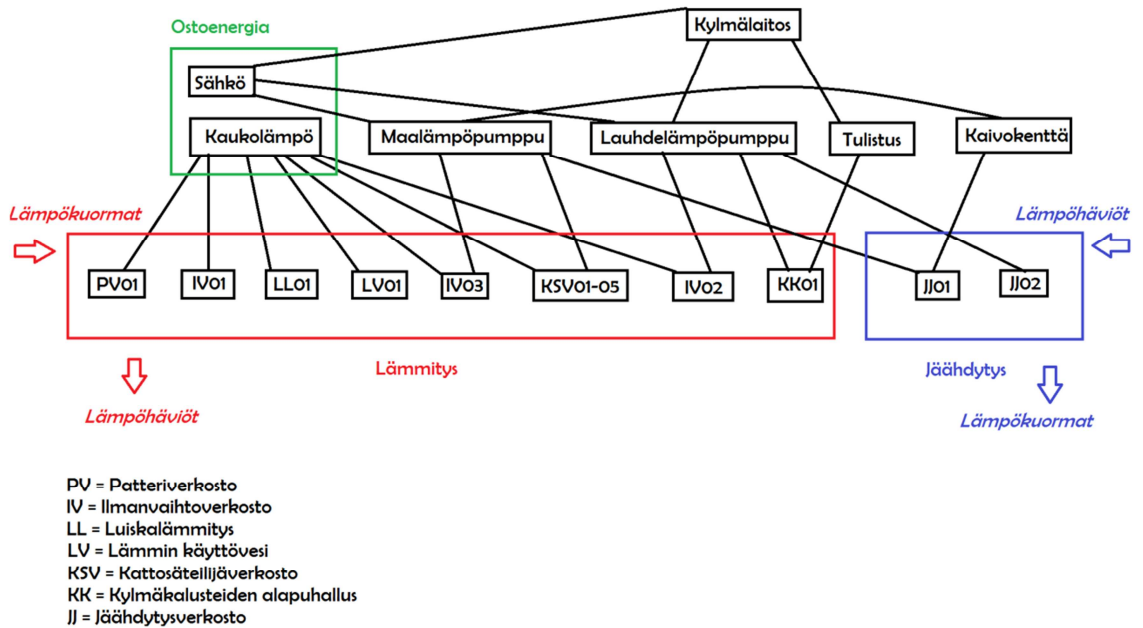 Ostoenergia
Kylmälaitos
Sähkö
Kaukolämpö
Maalämpöpumppu
Lauhdelämpöpumppu
Tulistus
Kaivokenttä
Lämpökuormat
Lämpöhäviöt
PV01
IV01
LL01
LV01
IV03
KSV01-05
IV02
KK01
JJ01
JJ02
Lämmitys
Jäähdytys
Lämpöhäviöt
Lämpökuormat
PV = Patteriverkosto
IV = Ilmanvaihtoverkosto
LL = Luiskalämmitys
LV = Lämmin käyttövesi
KSV = Kattosäteilijäverkosto
KK = Kylmäkalusteiden alapuhallus
JJ = Jäähdytysverkosto